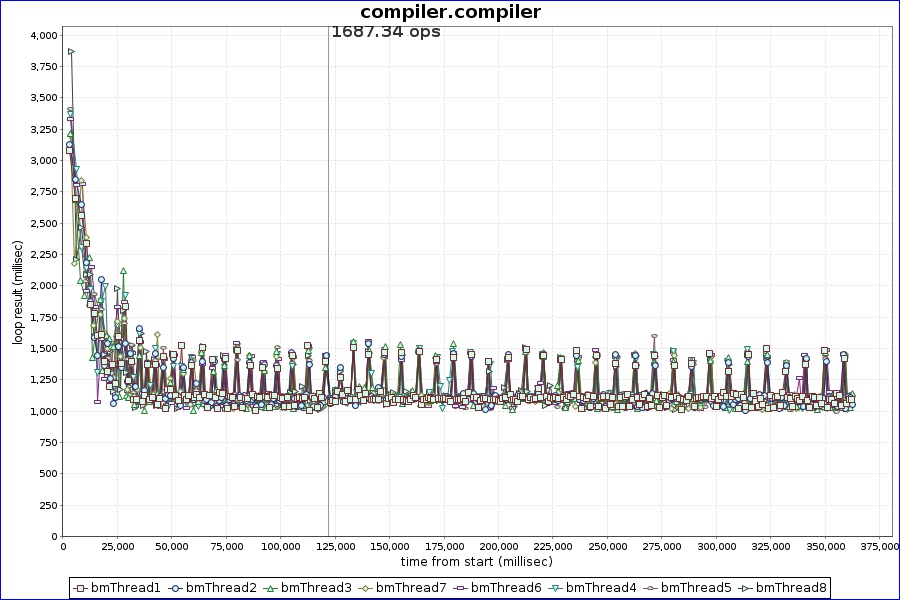 compiler.compiler
1687.34 ops
4,000
3,750
3,500
3,250
3,000
2,750
2,500
2,250
2,000
1,750
1,500
1,250
1,000
750
500
250
0
loop result (millisec)
0 25,000 50,000 75,000 100,000 125,000 150,000 175,000 200,000 225,000 250,000 275,000 300,000 325,000 350,000 375,000
time from start (millisec)
bmThread1 bmThread2 bmThread3 bmThread7 bmThread6 bmThread4 bmThread5 bmThread8